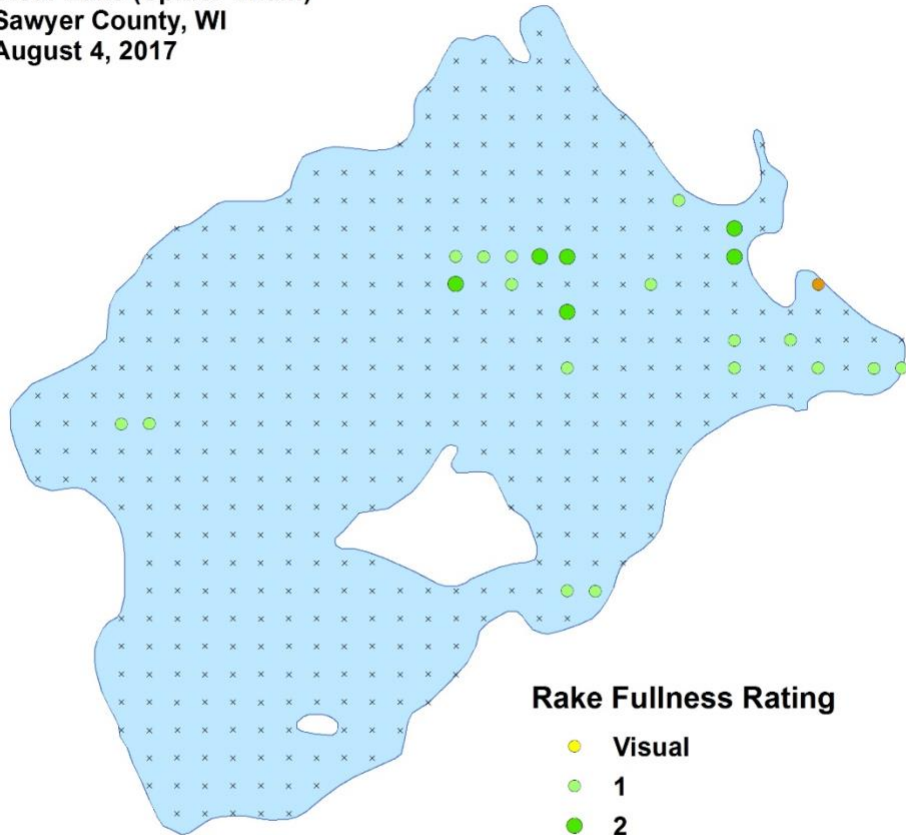 Sawyer County, WI
August 4, 2017
Rake Fullness Rating
Visual
1
2